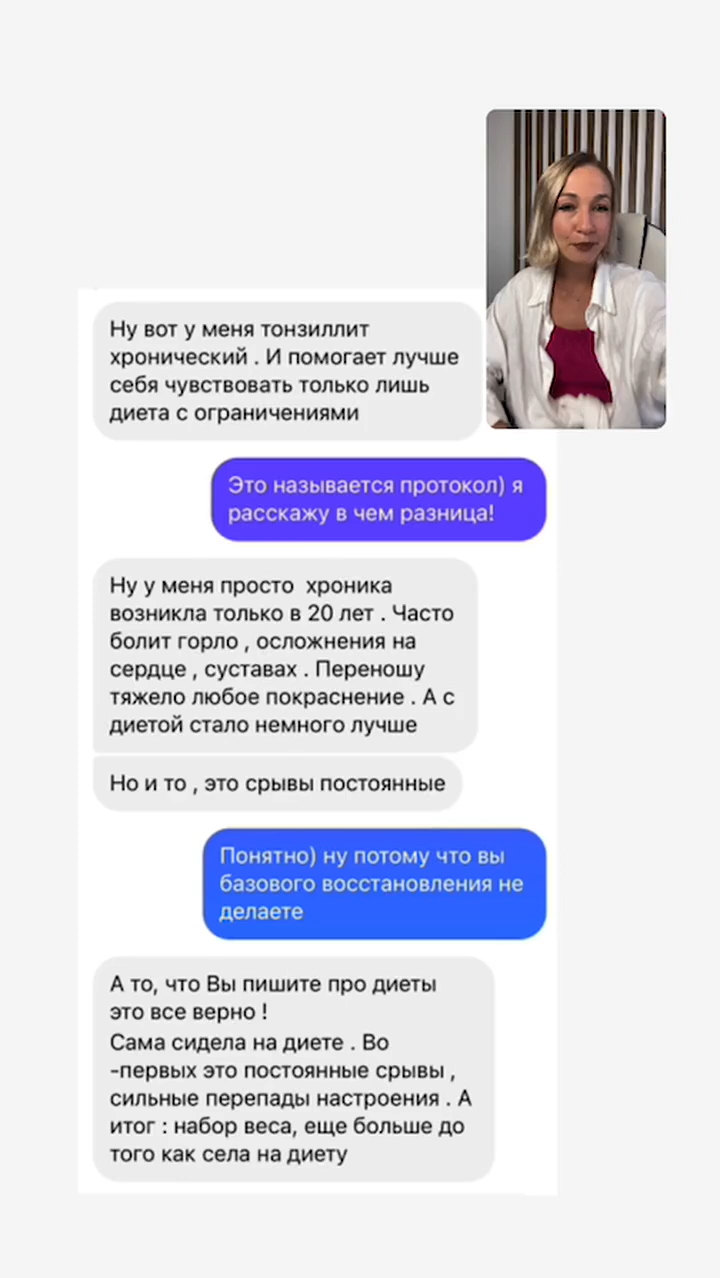 Ну вот у меня тонзиллит
хронический . И помогает лучше
себя чувствовать только лишь
диета с ограничениями
Это называется протокол) я
расскажу в чем разница!
Ну у меня просто  хроника
возникла только в 20 лет . Часто
болит горло , осложнения на
сердце , суставах . Переношу
тяжело любое покраснение . А с
диетой стало немного лучше
Но и то , это срывы постоянные
Понятно) ну потому что вы
базового восстановления не
делаете
А то, что Вы пишите про диеты
это все верно !
Сама сидела на диете . Во
-первых это постоянные срывы ,
сильные перепады настроения . А
итог : набор веса, еще больше до
того как села на диету